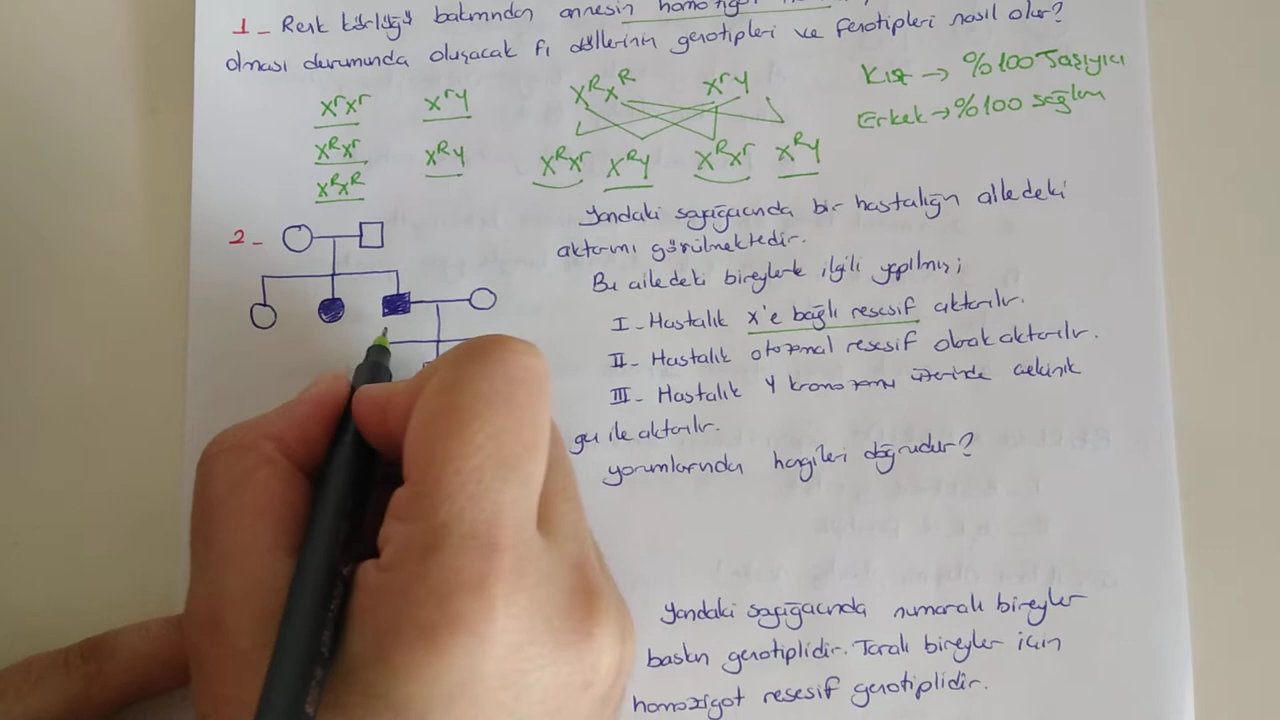 1_ Renk körlüğü bakımından annesin homozigot
olması durumunda oluşacak F1 döllerinin genotipleri ve fenotipleri nasıl olur?
XʳXʳ XʳY XᴿXᴿ XʳY Kız → %100 Taşıyıcı
XᴿXʳ XᴿY Erkek → %100 sağlam
XᴿXᴿ XᴿXʳ XᴿY XᴿXʳ XᴿY
2-
Yandaki soyağacında bir hastalığın ailedeki
aktarımı görülmektedir.
Bu ailedeki bireylerle ilgili yapılmış;
I-Hastalık X'e bağlı resesif aktarılır.
II- Hastalık otozomal resesif olarak aktarılır.
III- Hastalık Y kromozomu üzerinde çekinik
gen ile aktarılır.
yorumlarında hangileri doğrudur?
Yandaki soyağacında numaralı bireyler
baskın genotiplidir. Taralı bireyler için
homozigot resesif genotiplidir.